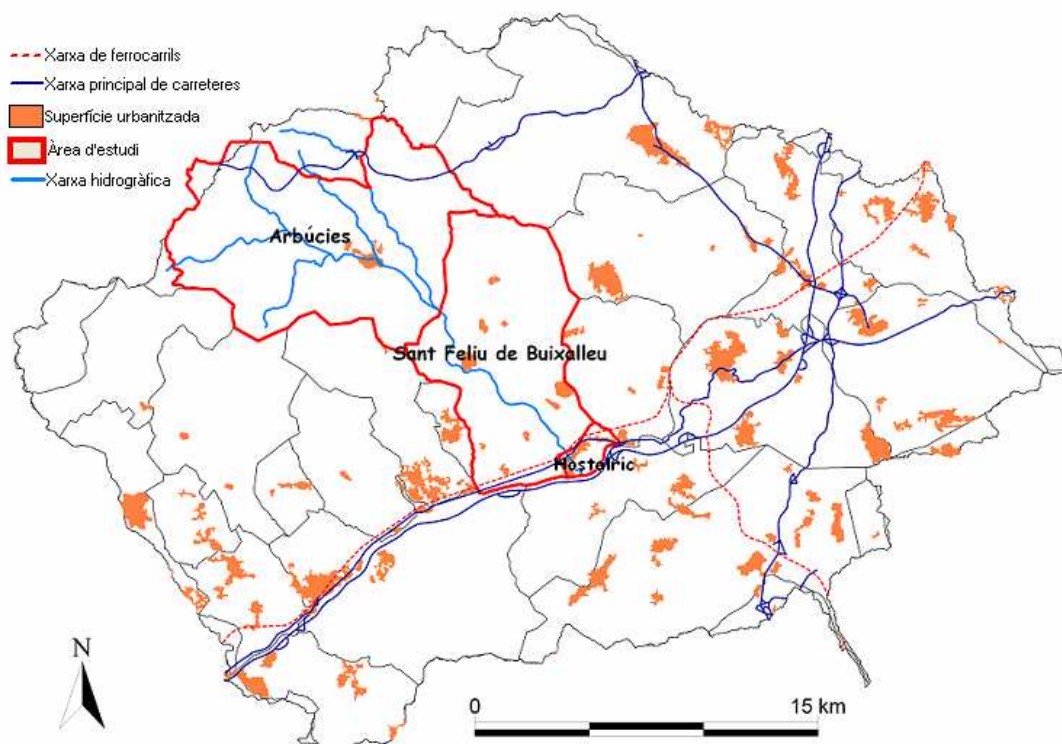 Xarxa de ferrocarrils
Xarxa principal de carreteres
Superfície urbanitzada
Àrea d'estudi
Xarxa hidrogràfica
Arbúcies
Sant Feliu de Buixalleu
Hostalric
N
0
15 km